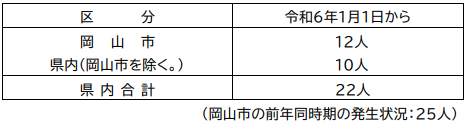 区 分 令和6年1月1日から
岡 山 市 12人
県内(岡山市を除く。) 10人
県 内 合 計 22人
(岡山市の前年同時期の発生状況:25人)